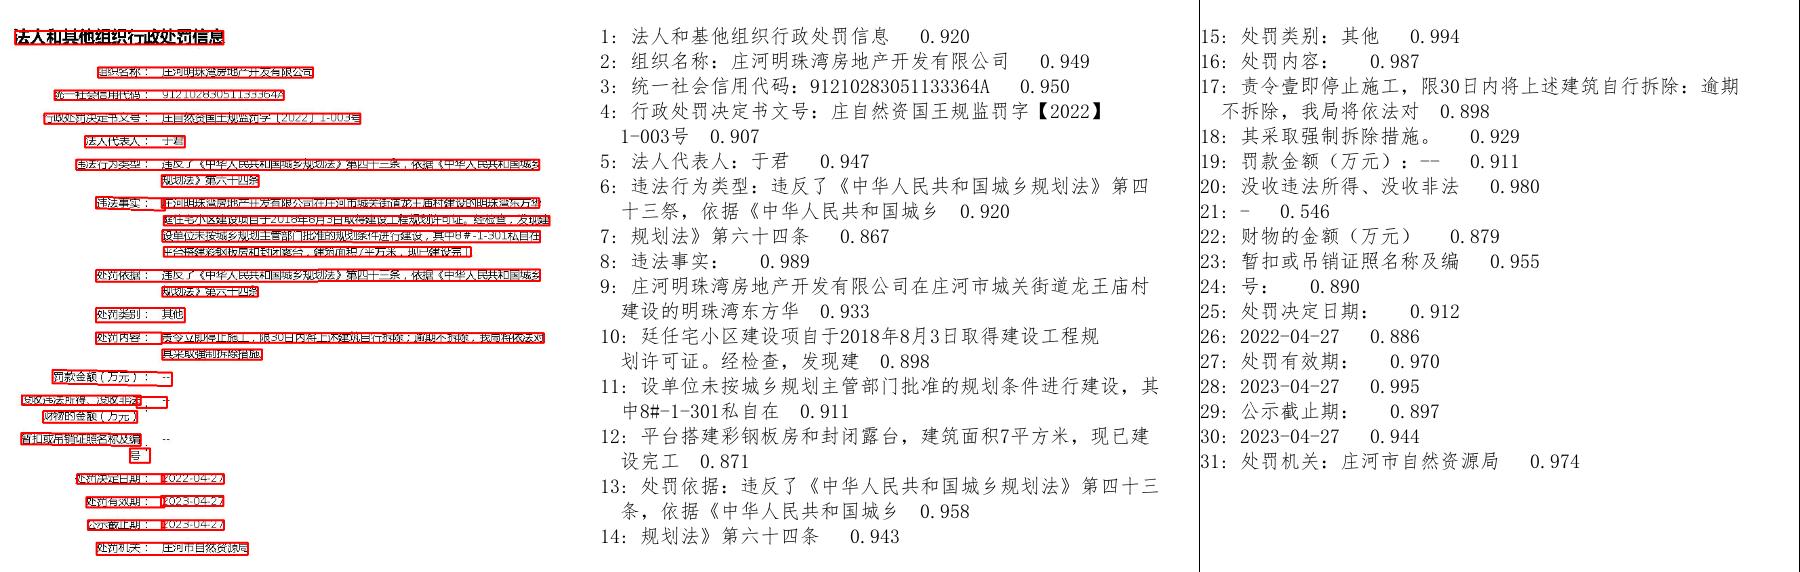 法人和其他组织行政处罚信息
组织名称： 庄河明珠湾房地产开发有限公司
统一社会信用代码： 91210283051133364A
行政处罚决定书文号： 庄自然资国土规监罚字〔2022〕1-003号
法人代表人： 于君
违法行为类型： 违反了《中华人民共和国城乡规划法》第四十三条，依据《中华人民共和国城乡
规划法》第六十四条
违法事实： 庄河明珠湾房地产开发有限公司在庄河市城关街道龙王庙村建设的明珠湾东方华
庭住宅小区建设项目于2018年8月3日取得建设工程规划许可证。经检查，发现建
设单位未按城乡规划主管部门批准的规划条件进行建设，其中8#-1-301私自在
平台搭建彩钢板房和封闭露台，建筑面积7平方米，现已建设完
处罚依据： 违反了《中华人民共和国城乡规划法》第四十三条，依据《中华人民共和国城乡
规划法》第六十四条
处罚类别： 其他
处罚内容： 责令立即停止施工，限30日内将上述建筑自行拆除；逾期不拆除，我局将依法对
其采取强制拆除措施
罚款金额（万元）： --
没收违法所得、没收非法 --
财物的金额（万元）
暂扣或吊销证照名称及编 --
号：
处罚决定日期： 2022-04-27
处罚有效期： 2023-04-27
公示截止期： 2023-04-27
处罚机关： 庄河市自然资源局
1: 法人和基他组织行政处罚信息 0.920
2: 组织名称: 庄河明珠湾房地产开发有限公司 0.949
3: 统一社会信用代码: 91210283051133364A 0.950
4: 行政处罚决定书文号: 庄自然资国王规监罚字【2022】
1-003号 0.907
5: 法人代表人: 于君 0.947
6: 违法行为类型: 违反了《中华人民共和国城乡规划法》第四
十三祭, 依据《中华人民共和国城乡 0.920
7: 规划法》第六十四条 0.867
8: 违法事实: 0.989
9: 庄河明珠湾房地产开发有限公司在庄河市城关街道龙王庙村
建设的明珠湾东方华 0.933
10: 廷任宅小区建设项自于2018年8月3日取得建设工程规
划许可证。经检查, 发现建 0.898
11: 设单位未按城乡规划主管部门批准的规划条件进行建设, 其
中8#-1-301私自在 0.911
12: 平台搭建彩钢板房和封闭露台, 建筑面积7平方米, 现已建
设完工 0.871
13: 处罚依据: 违反了《中华人民共和国城乡规划法》第四十三
条, 依据《中华人民共和国城乡 0.958
14: 规划法》第六十四条 0.943
15: 处罚类别: 其他 0.994
16: 处罚内容: 0.987
17: 责令壹即停止施工, 限30日内将上述建筑自行拆除: 逾期
不拆除, 我局将依法对 0.898
18: 其采取强制拆除措施。 0.929
19: 罚款金额（万元）: -- 0.911
20: 没收违法所得、没收非法 0.980
21: - 0.546
22: 财物的金额（万元） 0.879
23: 暂扣或吊销证照名称及编 0.955
24: 号: 0.890
25: 处罚决定日期: 0.912
26: 2022-04-27 0.886
27: 处罚有效期: 0.970
28: 2023-04-27 0.995
29: 公示截止期: 0.897
30: 2023-04-27 0.944
31: 处罚机关: 庄河市自然资源局 0.974